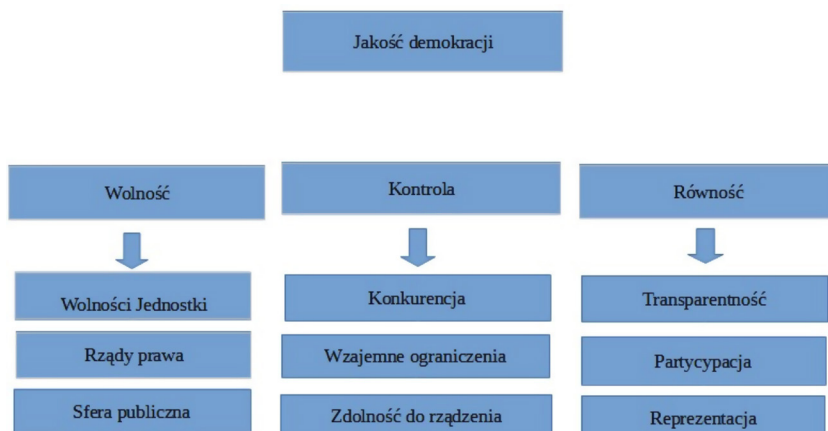 Jakość demokracji
Wolność
Kontrola
Równość
Wolności Jednostki
Konkurencja
Transparentność
Rządy prawa
Wzajemne ograniczenia
Partycypacja
Sfera publiczna
Zdolność do rządzenia
Reprezentacja